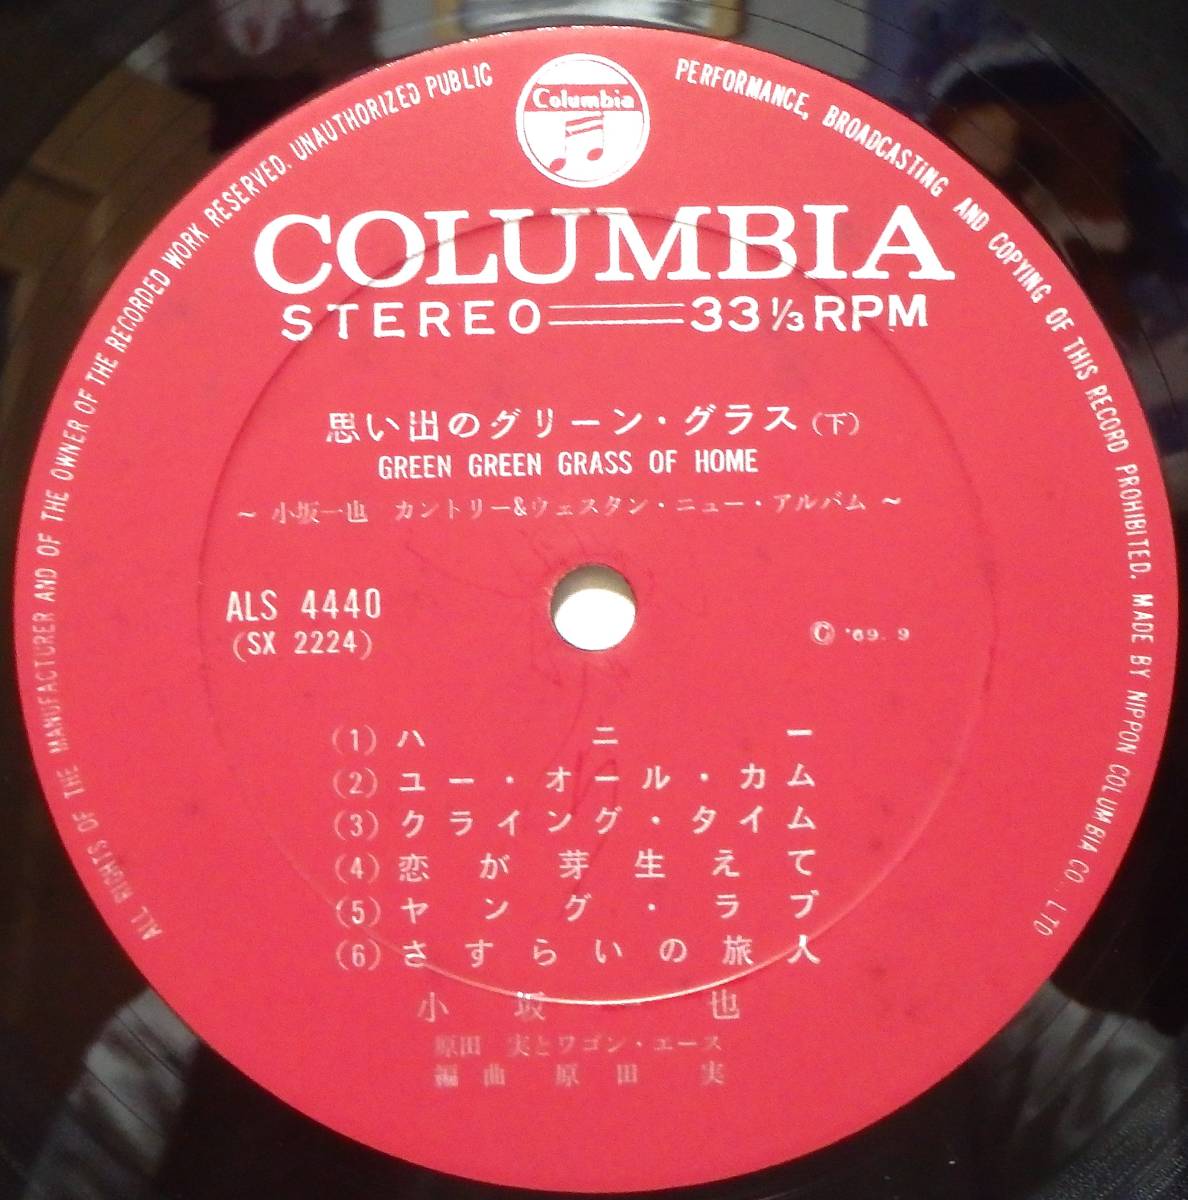 ALL RIGHTS OF THE MANUFACTURER AND OF THE OWNER OF THE RECORDED WORK RESERVED. UNAUTHORIZED PUBLIC PERFORMANCE, BROADCASTING AND COPYING OF THIS RECORD PROHIBITED. MADE BY NIPPON COLUMBIA CO., LTD
Columbia
COLUMBIA
STEREO 33 1/3 RPM
思い出のグリーン・グラス(下)
GREEN GREEN GRASS OF HOME
~ 小坂一也 カントリー&ウェスタン・ニュー・アルバム ~
ALS 4440
(SX 2224)
© '69. 9
(1) ハニー
(2) ユー・オール・カム
(3) クライング・タイム
(4) 恋が芽生えて
(5) ヤング・ラブ
(6) さすらいの旅人
小坂一也
原田 実とワゴン・エース
編曲 原田 実